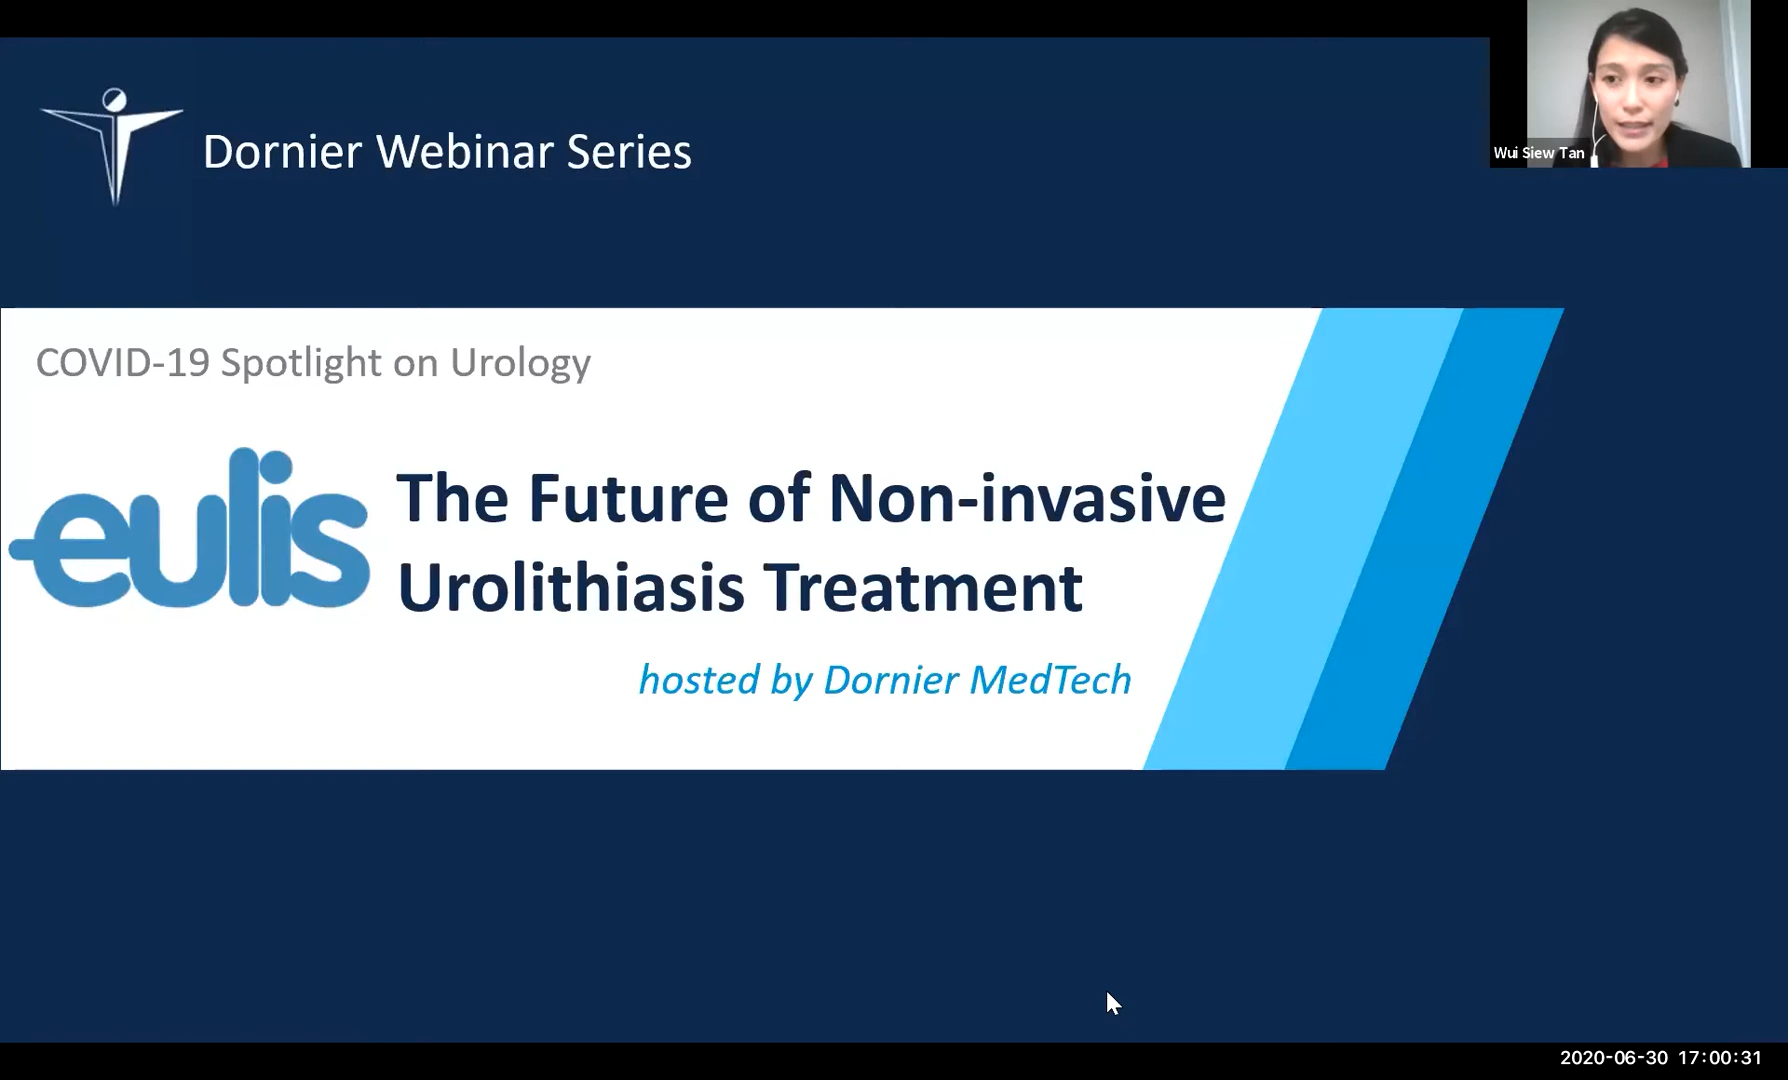 Dornier Webinar Series
Wui Siew Tan
COVID-19 Spotlight on Urology
eulis
The Future of Non-invasive
Urolithiasis Treatment
hosted by Dornier MedTech
2020-06-30 17:00:31